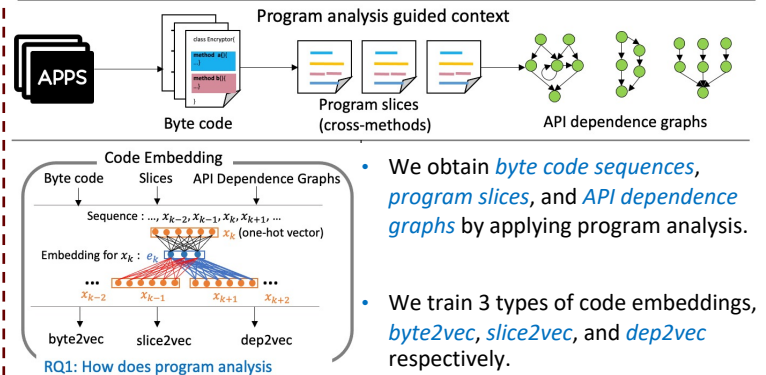 Program analysis guided context
APPS
class Encryptor{
method a(){
...}
method b(){
...}
}
Byte code
Program slices
(cross-methods)
API dependence graphs
Code Embedding
Byte code Slices API Dependence Graphs
Sequence : ..., x_{k-2}, x_{k-1}, x_k, x_{k+1}, ...
x_k (one-hot vector)
Embedding for x_k : e_k
... ...
x_{k-2} x_{k-1} x_{k+1} x_{k+2}
byte2vec slice2vec dep2vec
RQ1: How does program analysis
• We obtain byte code sequences,
program slices, and API dependence
graphs by applying program analysis.
• We train 3 types of code embeddings,
byte2vec, slice2vec, and dep2vec
respectively.